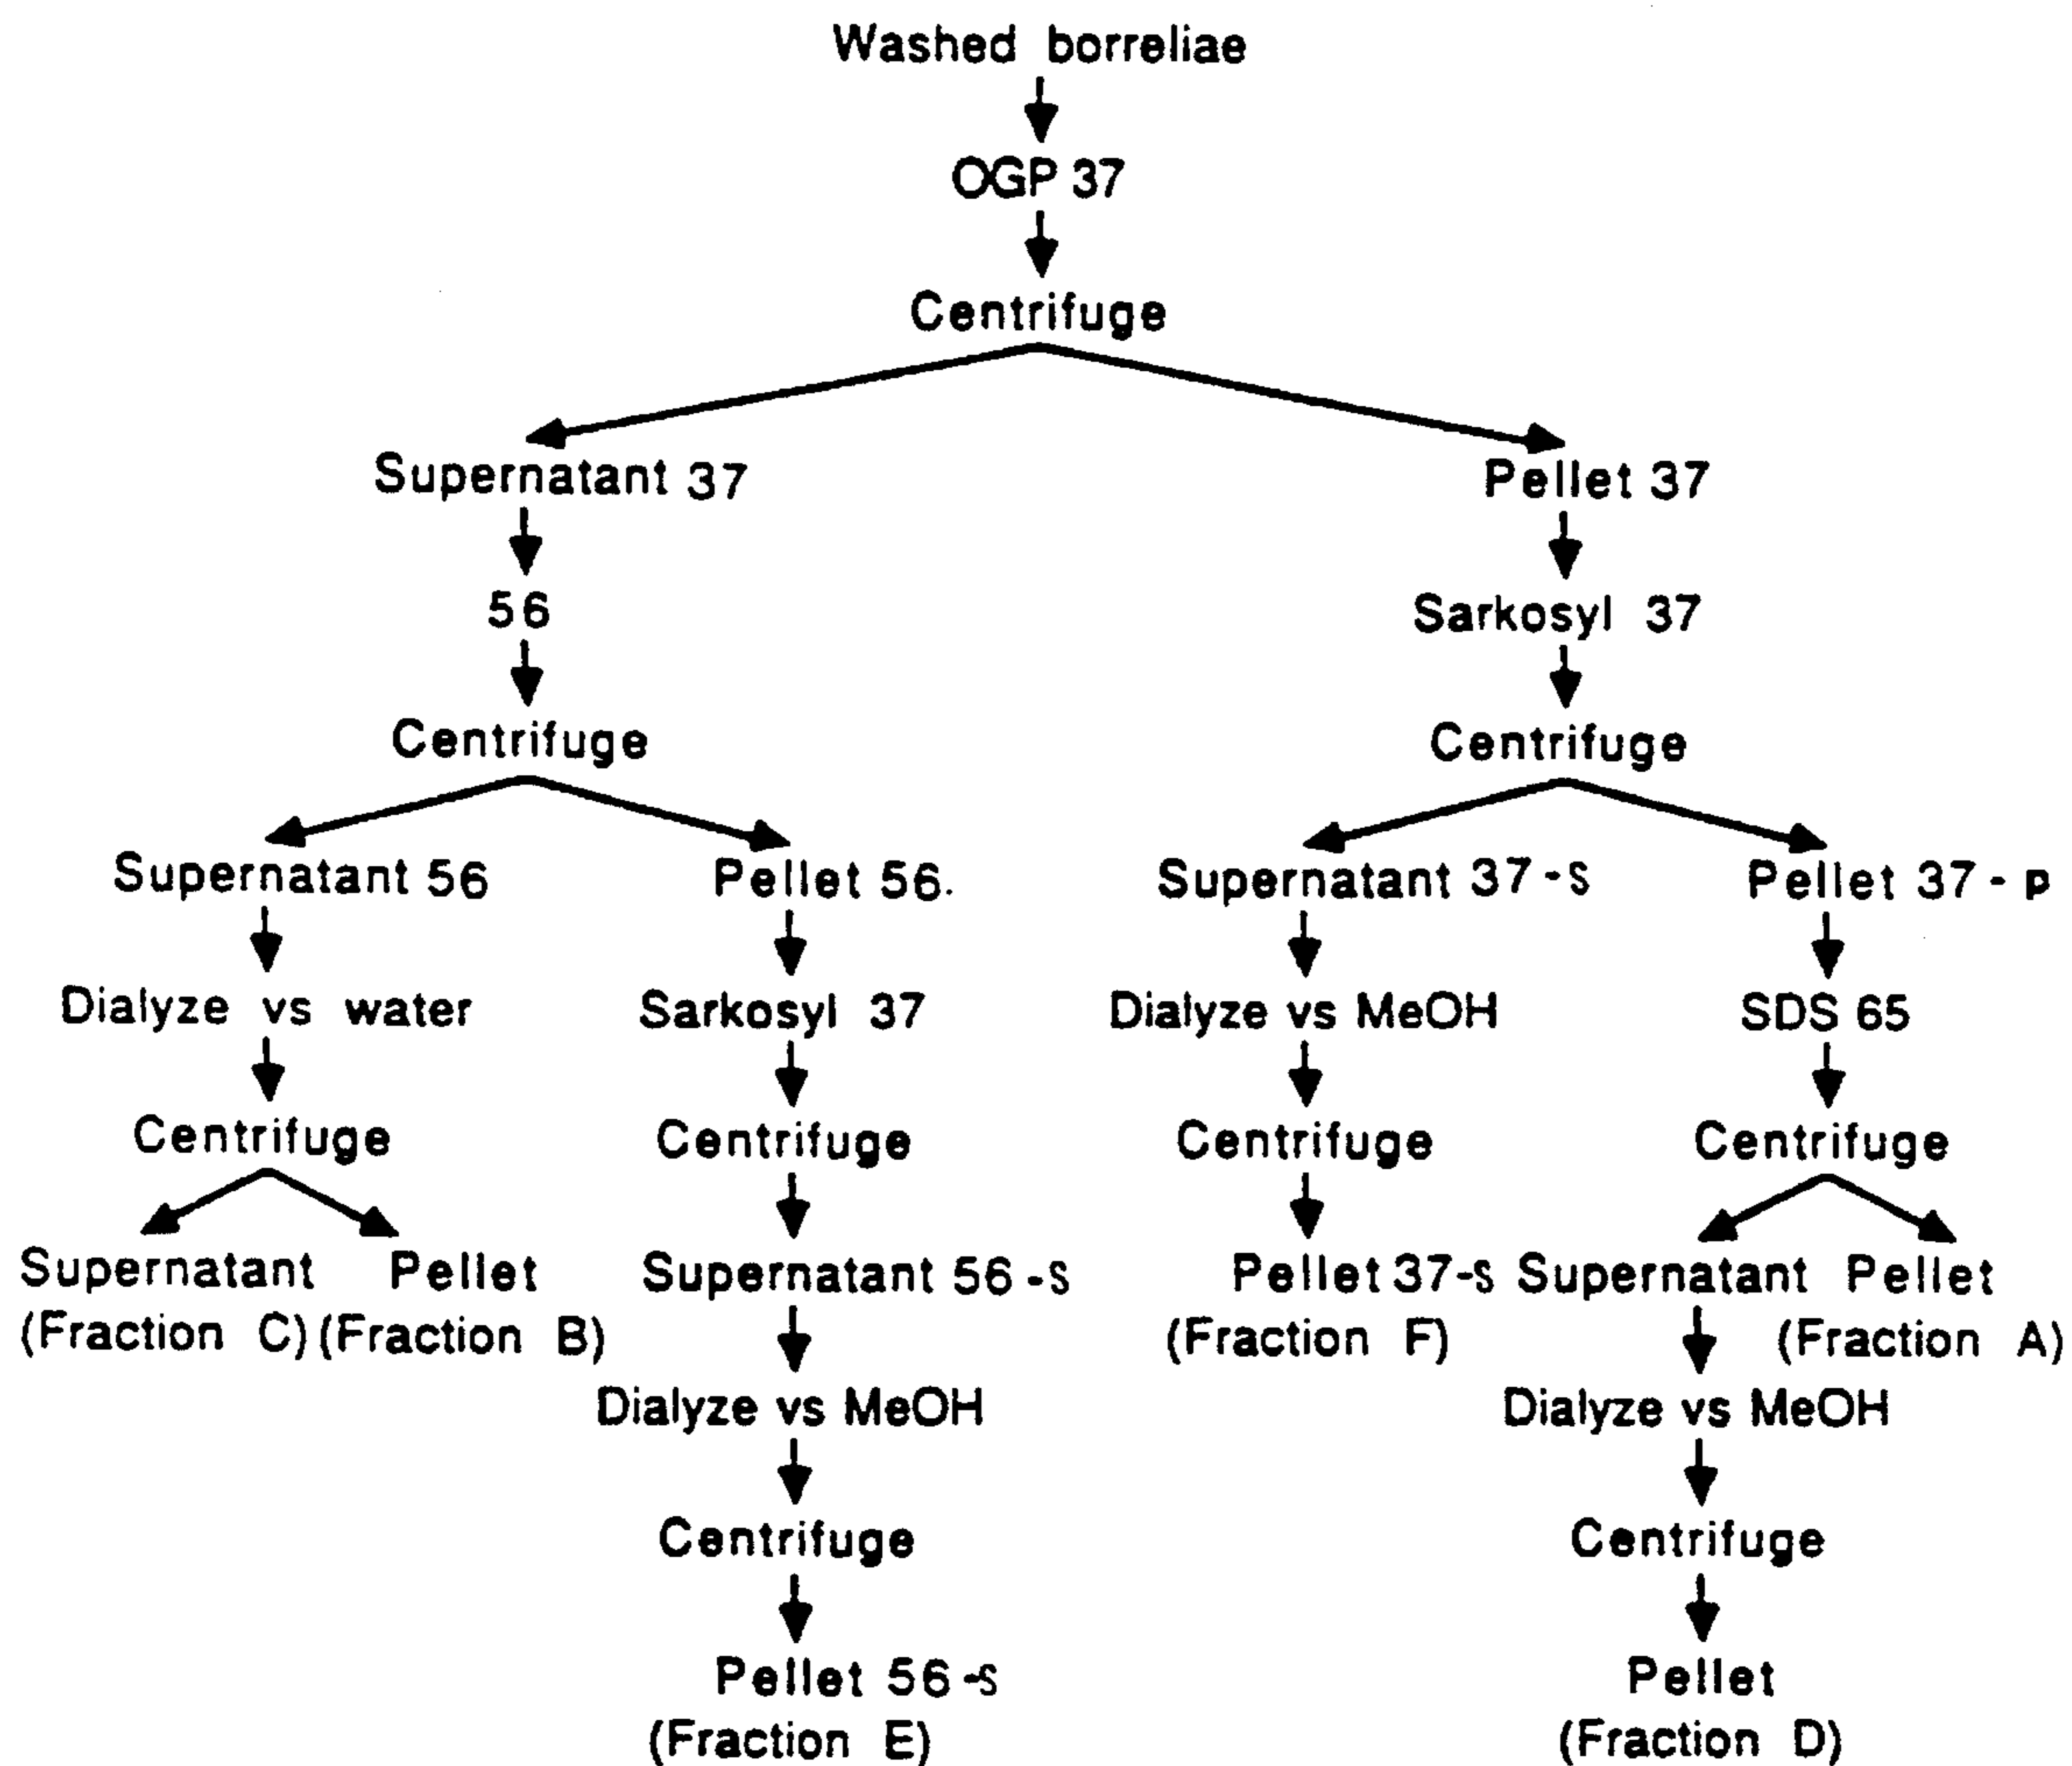 Washed borreliae
OGP 37
Centrifuge
Supernatant 37
Pellet 37
56
Sarkosyl 37
Centrifuge
Centrifuge
Supernatant 56
Pellet 56.
Supernatant 37-s
Pellet 37-p
Dialyze vs water
Sarkosyl 37
Dialyze vs MeOH
SDS 65
Centrifuge
Centrifuge
Centrifuge
Centrifuge
Supernatant
Pellet
Supernatant 56-s
Pellet 37-s
Supernatant
Pellet
(Fraction C)
(Fraction B)
(Fraction F)
(Fraction A)
Dialyze vs MeOH
Dialyze vs MeOH
Centrifuge
Centrifuge
Pellet 56-s
Pellet
(Fraction E)
(Fraction D)